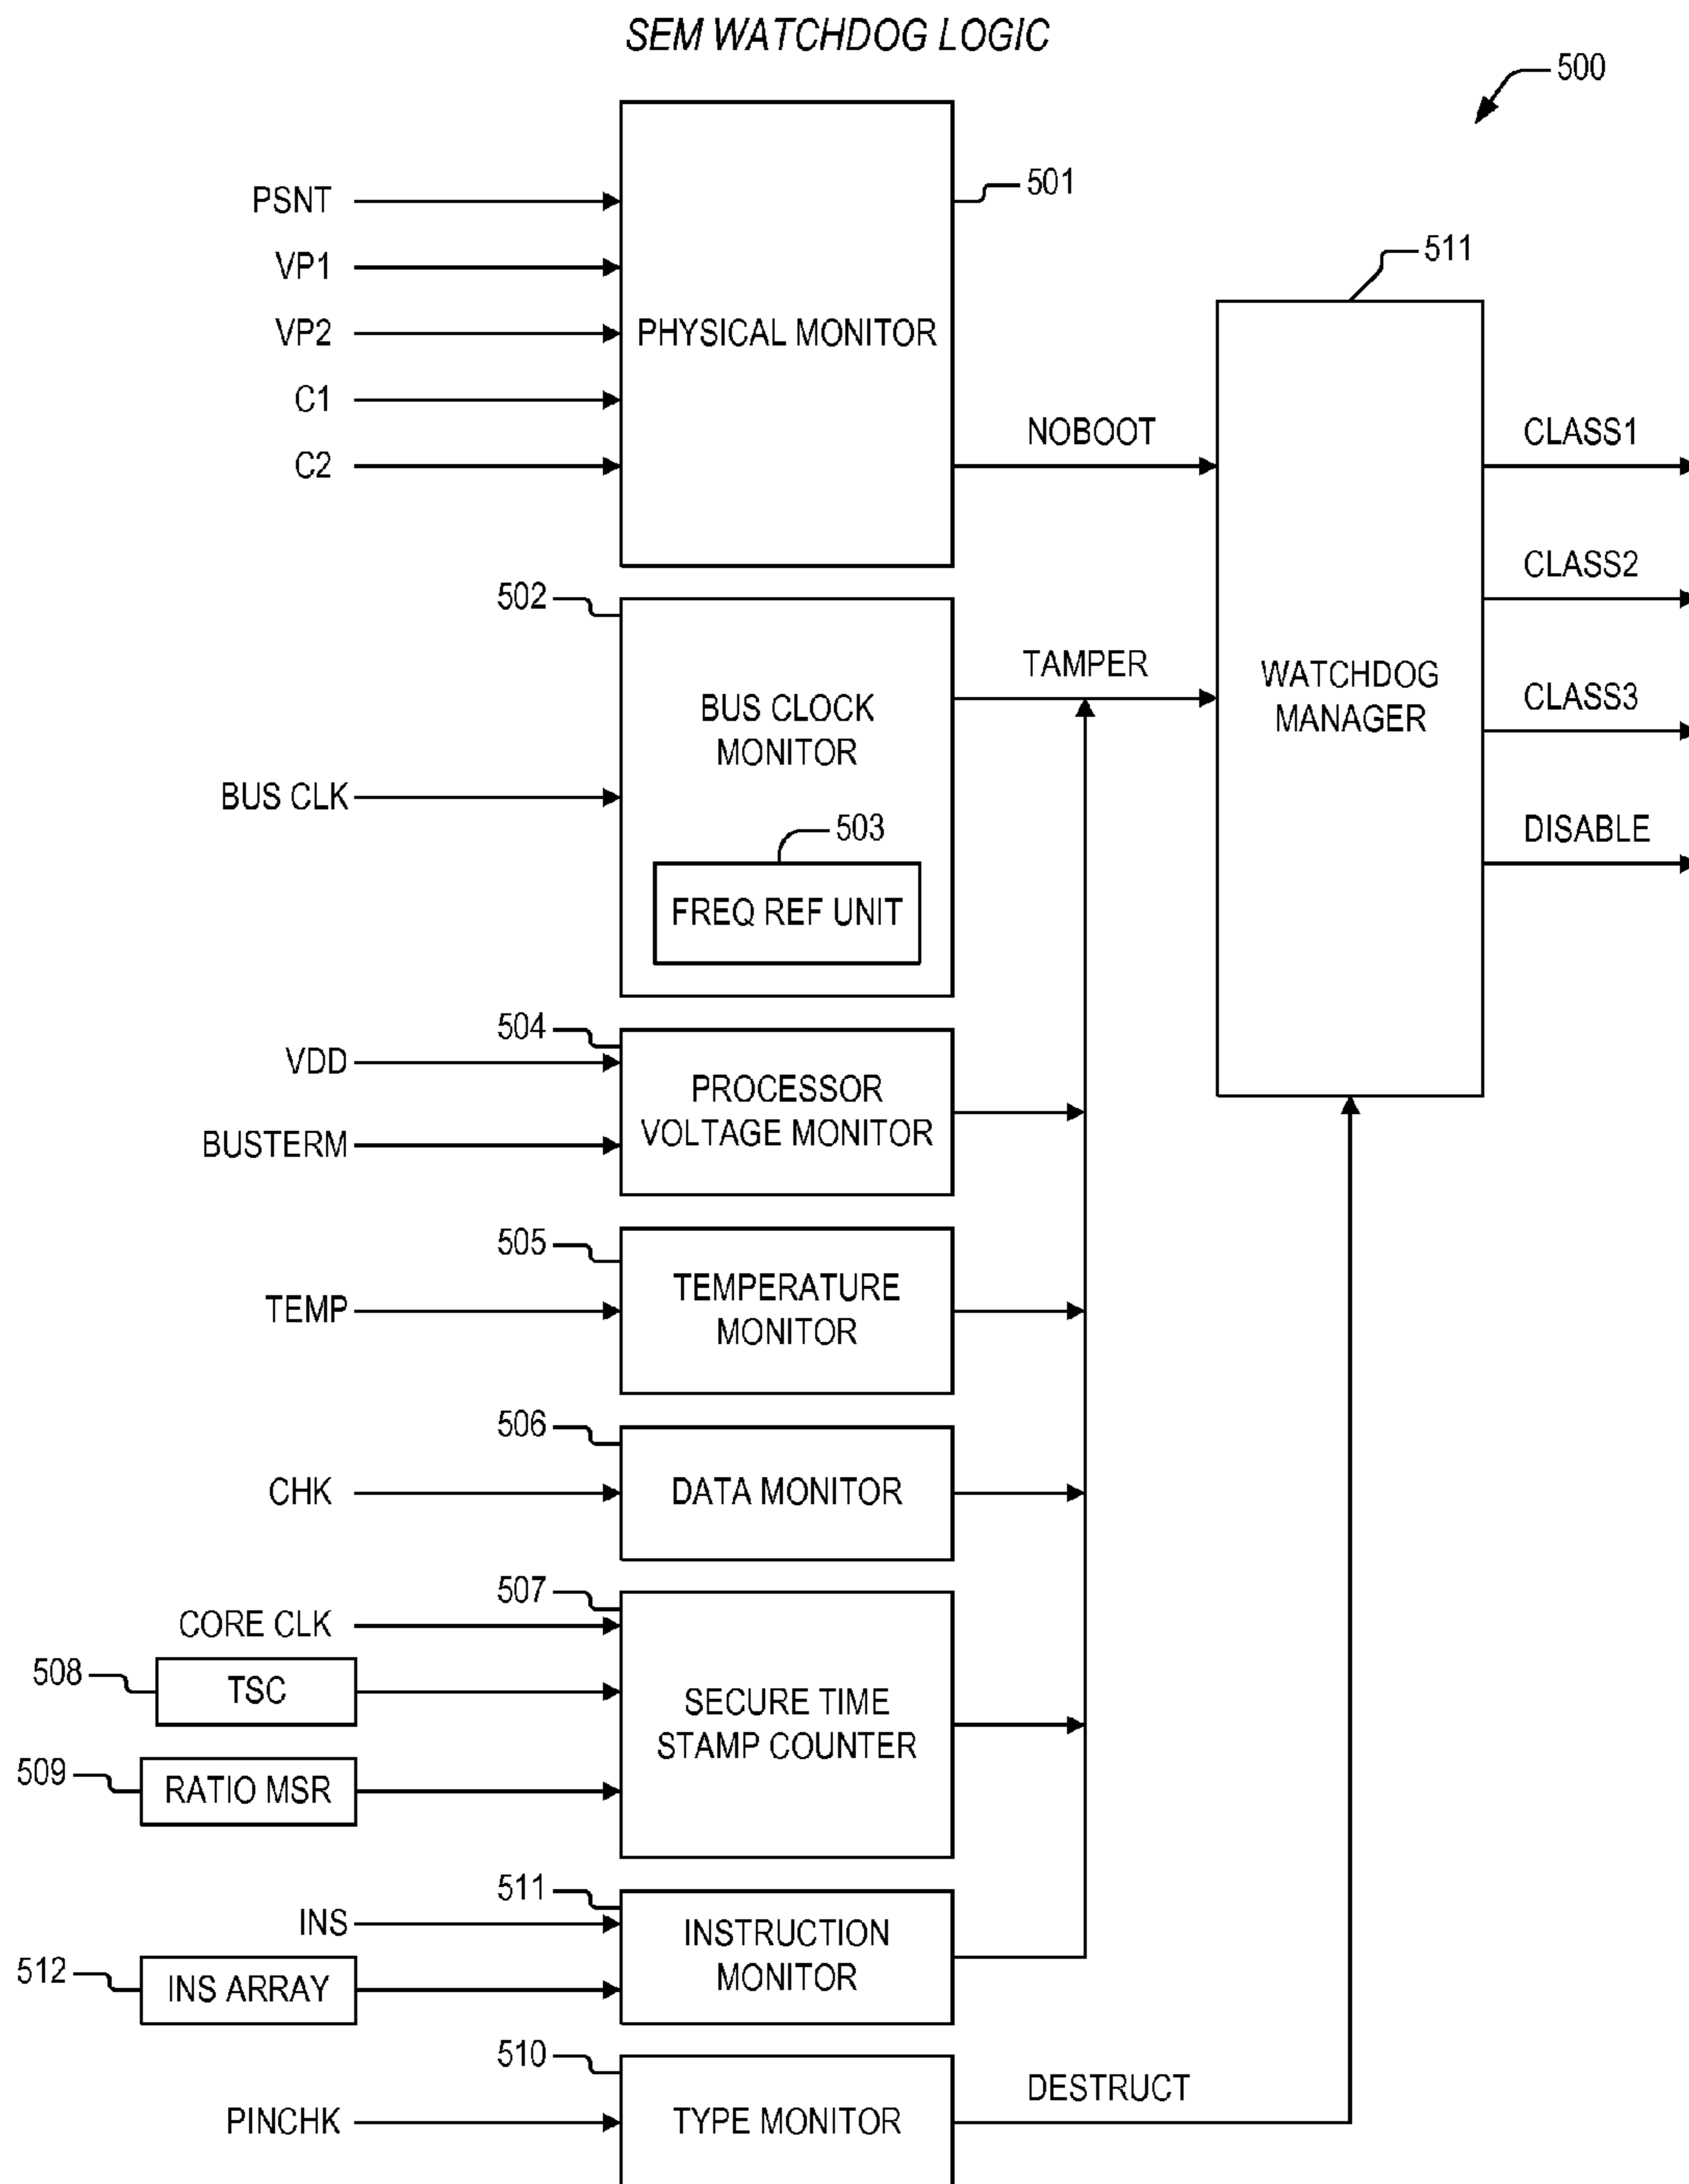 SEM WATCHDOG LOGIC
500
PSNT
501
VP1
511
VP2
PHYSICAL MONITOR
C1
NOBOOT
CLASS1
C2
CLASS2
502
TAMPER
WATCHDOG
MANAGER
BUS CLOCK
MONITOR
CLASS3
BUS CLK
503
DISABLE
FREQ REF UNIT
504
VDD
PROCESSOR
VOLTAGE MONITOR
BUSTERM
505
TEMPERATURE
MONITOR
TEMP
506
CHK
DATA MONITOR
507
CORE CLK
508
TSC
SECURE TIME
STAMP COUNTER
509
RATIO MSR
511
INS
INSTRUCTION
MONITOR
512
INS ARRAY
510
DESTRUCT
PINCHK
TYPE MONITOR